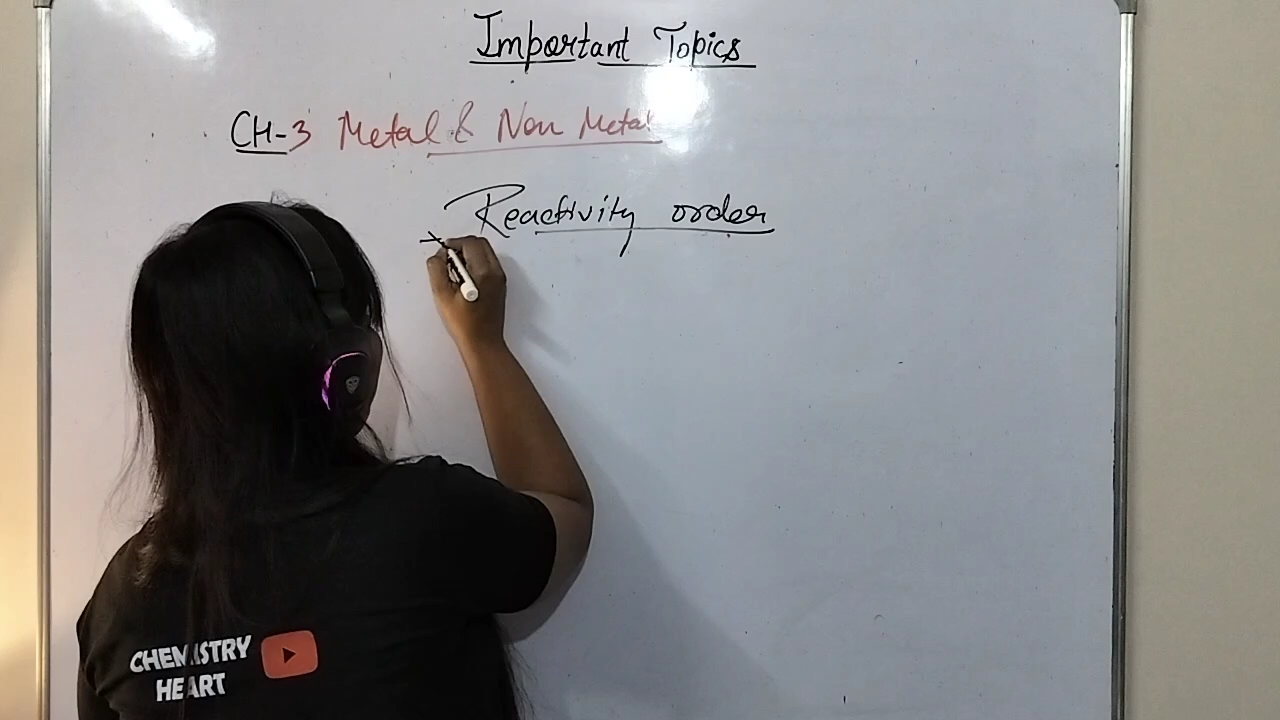 Important Topics
CH-3 Metal & Non Metal
Reactivity order
CHEMISTRY
HEART